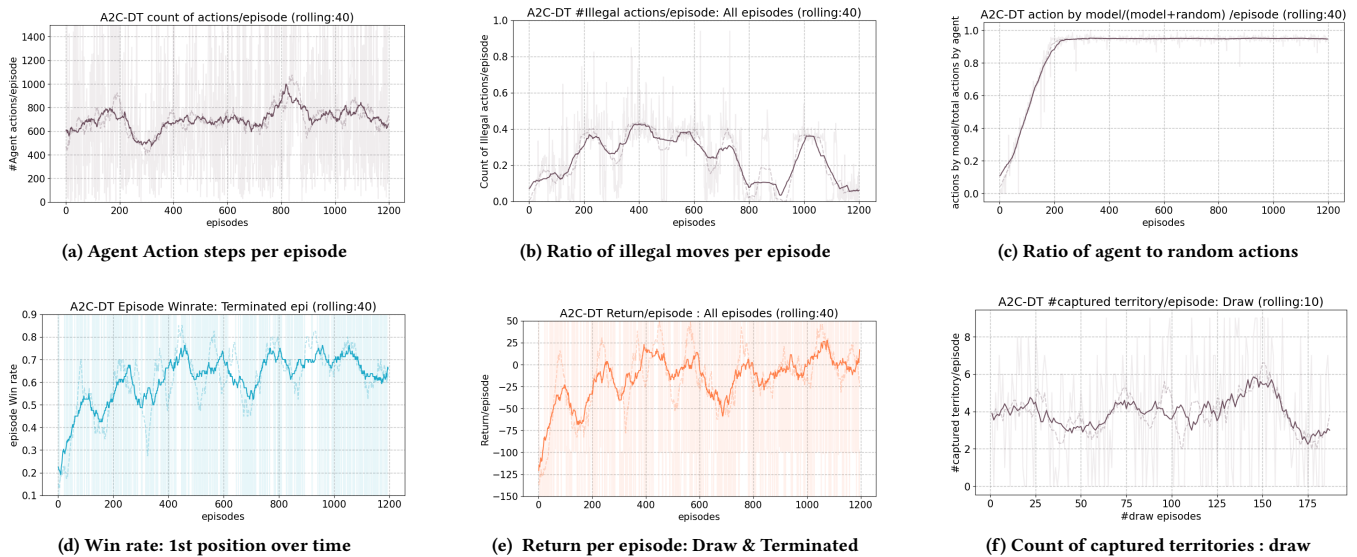 A2C-DT count of actions/episode (rolling:40)
#Agent actions/episode
1400
1200
1000
800
600
400
200
0
0 200 400 600 800 1000 1200
episodes
(a) Agent Action steps per episode
A2C-DT #Illegal actions/episode: All episodes (rolling:40)
Count of Illegal actions/episode
1.0
0.8
0.6
0.4
0.2
0.0
0 200 400 600 800 1000 1200
episodes
(b) Ratio of illegal moves per episode
A2C-DT action by model/(model+random) /episode (rolling:40)
actions by model/total actions by agent
1.0
0.8
0.6
0.4
0.2
0.0
0 200 400 600 800 1000 1200
episodes
(c) Ratio of agent to random actions
A2C-DT Episode Winrate: Terminated epi (rolling:40)
episode Win rate
0.9
0.8
0.7
0.6
0.5
0.4
0.3
0.2
0.1
0 200 400 600 800 1000 1200
episodes
(d) Win rate: 1st position over time
A2C-DT Return/episode : All episodes (rolling:40)
Return/episode
50
25
0
−25
−50
−75
−100
−125
−150
0 200 400 600 800 1000 1200
episodes
(e) Return per episode: Draw & Terminated
A2C-DT #captured territory/episode: Draw (rolling:10)
#captured territory/episode
8
6
4
2
0
0 25 50 75 100 125 150 175
#draw episodes
(f) Count of captured territories : draw